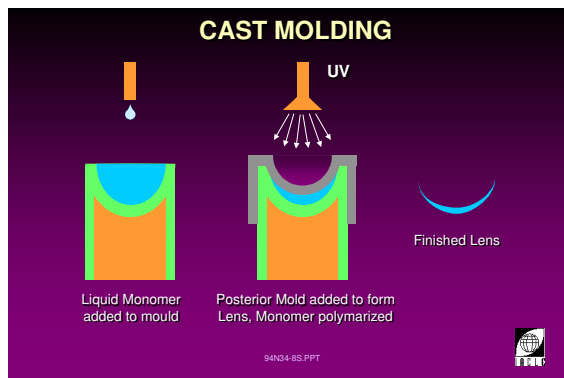 CAST MOLDING
UV
Finished Lens
Liquid Monomer
added to mould
Posterior Mold added to form
Lens, Monomer polymarized
94N34-8S.PPT
IACLE